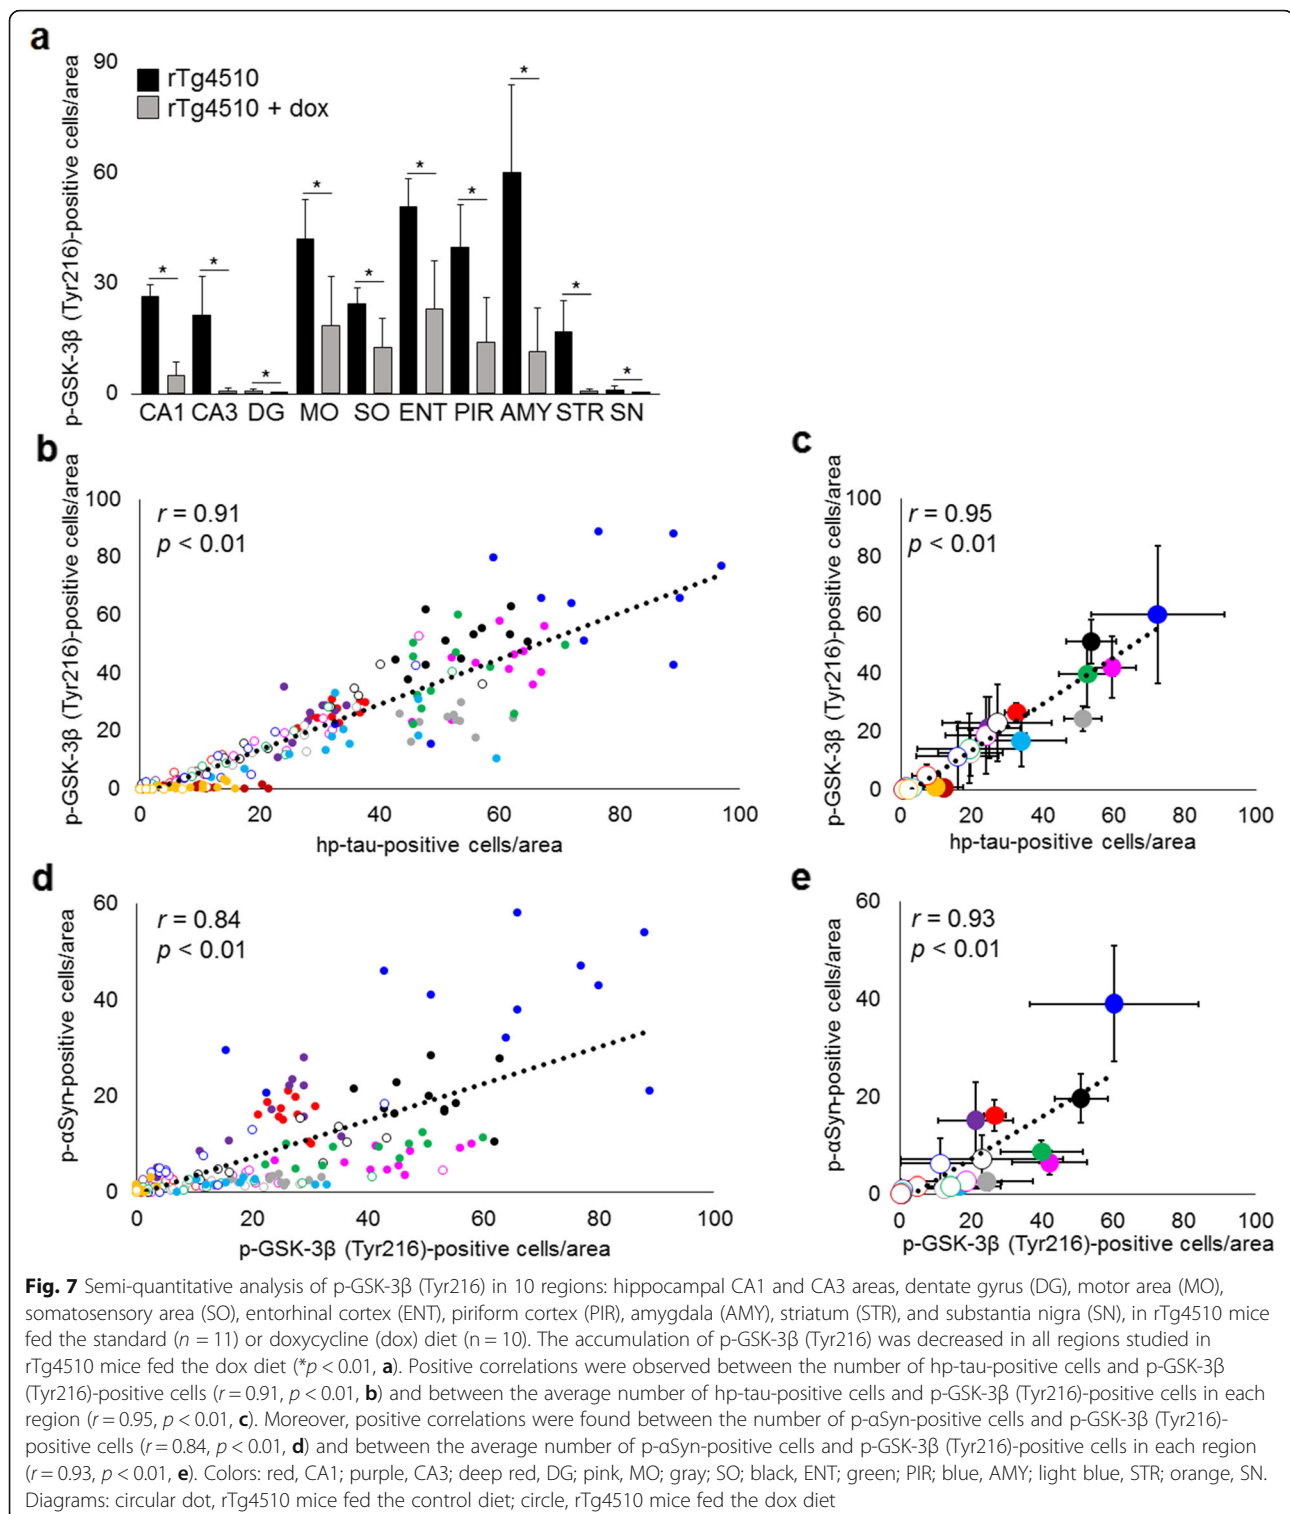 a
p-GSK-3β (Tyr216)-positive cells/area
90
60
30
0
rTg4510
rTg4510 + dox
* * * * * * * * * *
CA1 CA3 DG MO SO ENT PIR AMY STR SN
b
p-GSK-3β (Tyr216)-positive cells/area
100
80
60
40
20
0
r = 0.91
p < 0.01
0 20 40 60 80 100
hp-tau-positive cells/area
c
p-GSK-3β (Tyr216)-positive cells/area
100
80
60
40
20
0
r = 0.95
p < 0.01
0 20 40 60 80 100
hp-tau-positive cells/area
d
p-αSyn-positive cells/area
60
40
20
0
r = 0.84
p < 0.01
0 20 40 60 80 100
p-GSK-3β (Tyr216)-positive cells/area
e
p-αSyn-positive cells/area
60
40
20
0
r = 0.93
p < 0.01
0 20 40 60 80 100
p-GSK-3β (Tyr216)-positive cells/area
Fig. 7 Semi-quantitative analysis of p-GSK-3β (Tyr216) in 10 regions: hippocampal CA1 and CA3 areas, dentate gyrus (DG), motor area (MO),
somatosensory area (SO), entorhinal cortex (ENT), piriform cortex (PIR), amygdala (AMY), striatum (STR), and substantia nigra (SN), in rTg4510 mice
fed the standard (n = 11) or doxycycline (dox) diet (n = 10). The accumulation of p-GSK-3β (Tyr216) was decreased in all regions studied in
rTg4510 mice fed the dox diet (*p < 0.01, a). Positive correlations were observed between the number of hp-tau-positive cells and p-GSK-3β
(Tyr216)-positive cells (r = 0.91, p < 0.01, b) and between the average number of hp-tau-positive cells and p-GSK-3β (Tyr216)-positive cells in each
region (r = 0.95, p < 0.01, c). Moreover, positive correlations were found between the number of p-αSyn-positive cells and p-GSK-3β (Tyr216)-
positive cells (r = 0.84, p < 0.01, d) and between the average number of p-αSyn-positive cells and p-GSK-3β (Tyr216)-positive cells in each region
(r = 0.93, p < 0.01, e). Colors: red, CA1; purple, CA3; deep red, DG; pink, MO; gray; SO; black, ENT; green; PIR; blue, AMY; light blue, STR; orange, SN.
Diagrams: circular dot, rTg4510 mice fed the control diet; circle, rTg4510 mice fed the dox diet